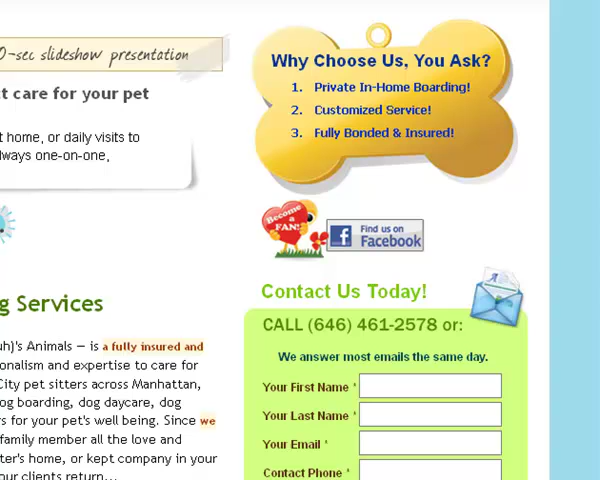 0-sec slideshow presentation
t care for your pet
t home, or daily visits to
lways one-on-one,
Why Choose Us, You Ask?
1. Private In-Home Boarding!
2. Customized Service!
3. Fully Bonded & Insured!
Become a FAN!
Find us on
Facebook
g Services
uh)'s Animals – is a fully insured and
onalism and expertise to care for
City pet sitters across Manhattan,
og boarding, dog daycare, dog
rs for your pet's well being. Since we
family member all the love and
ter's home, or kept company in your
our clients return...
Contact Us Today!
CALL (646) 461-2578 or:
We answer most emails the same day.
Your First Name *
Your Last Name *
Your Email *
Contact Phone *